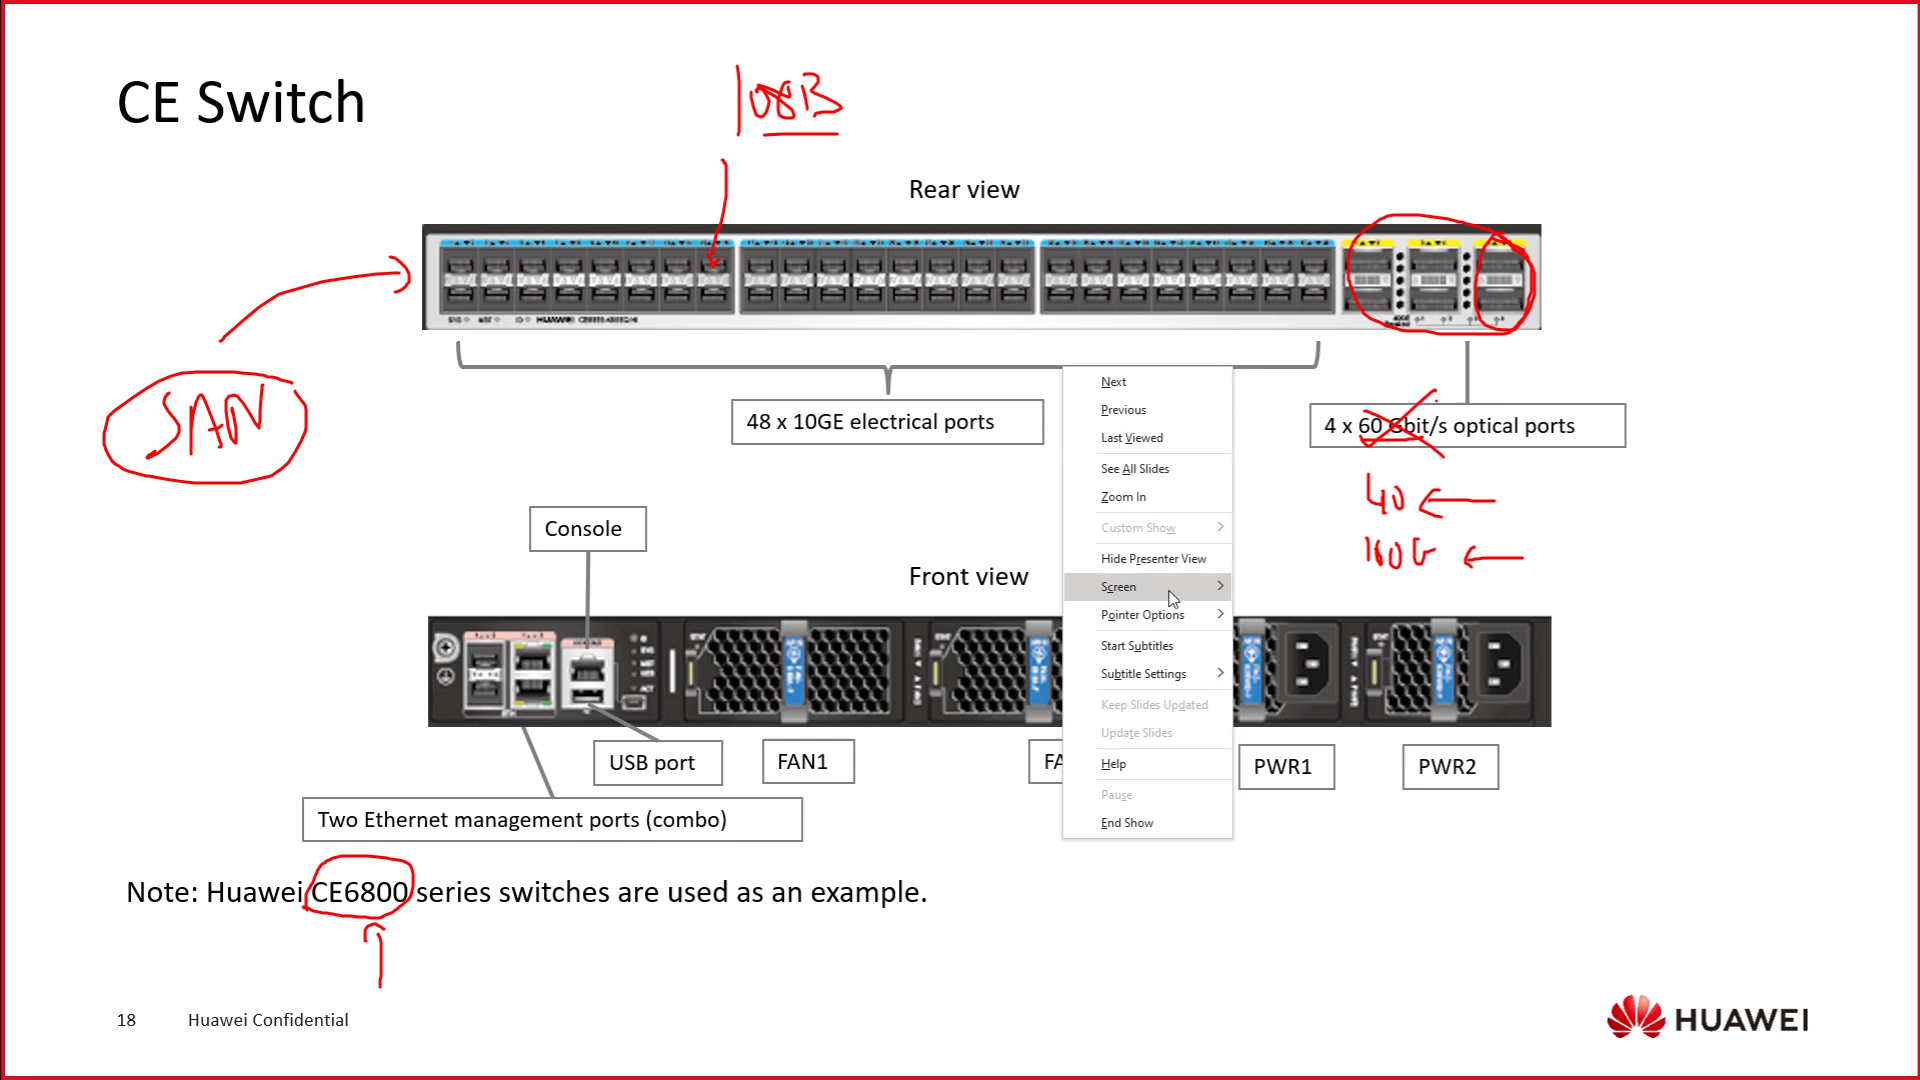 CE Switch
Rear view
HUAWEI
SAN
48 x 10GE electrical ports
4 x 60 Gbit/s optical ports
40
Console
Front view
USB port
FAN1
FA
PWR1
PWR2
Two Ethernet management ports (combo)
Next
Previous
Last Viewed
See All Slides
Zoom In
Custom Show
Hide Presenter View
Screen
Pointer Options
Start Subtitles
Subtitle Settings
Keep Slides Updated
Update Slides
Help
Pause
End Show
Note: Huawei CE6800 series switches are used as an example.
18
Huawei Confidential
HUAWEI